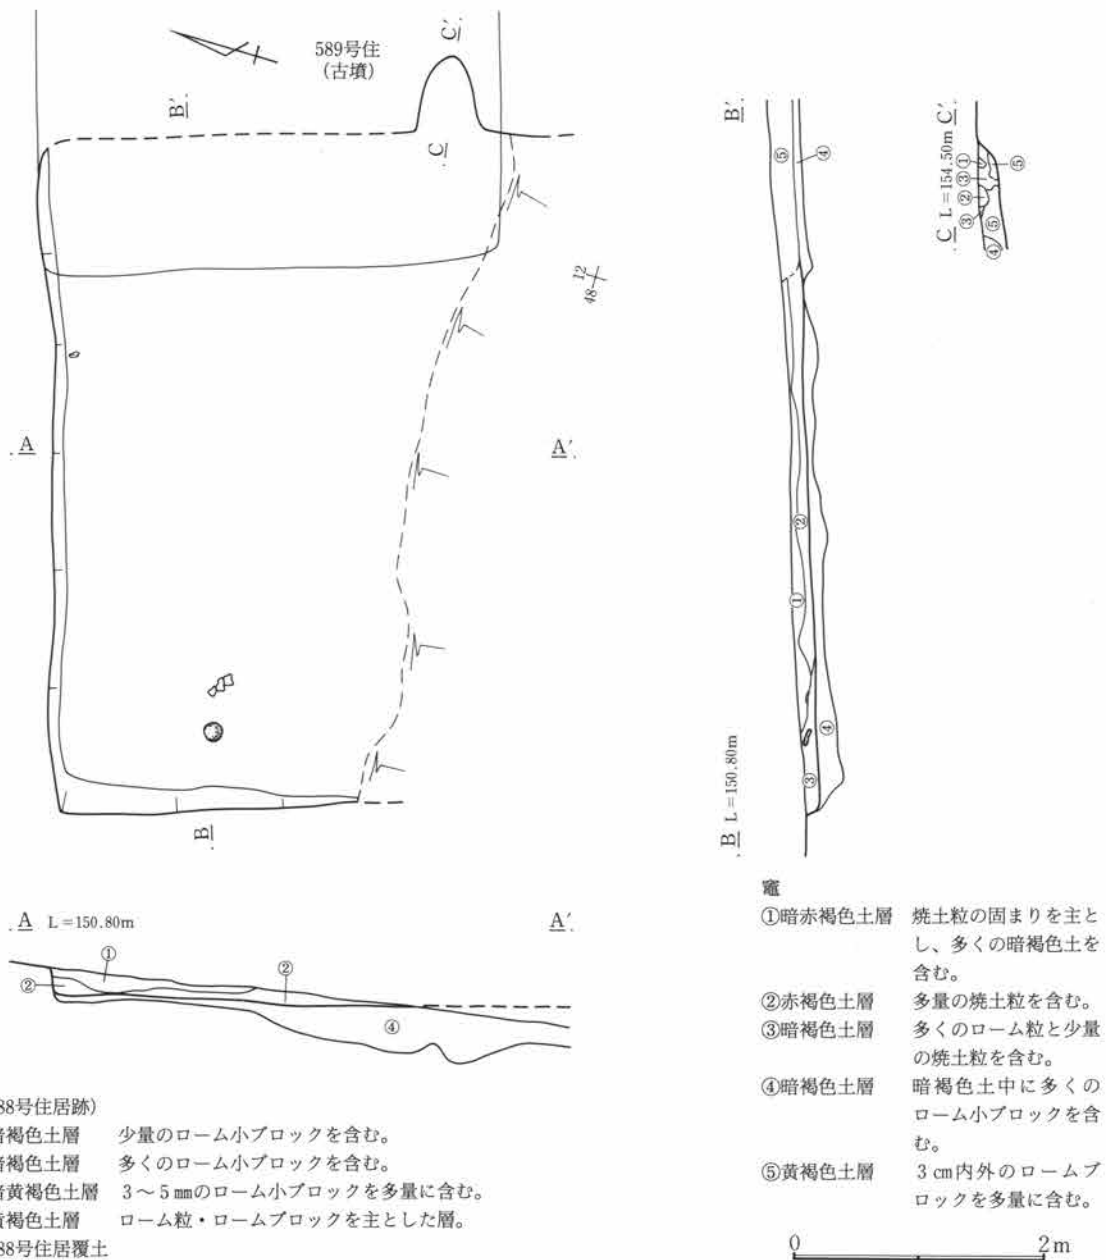 589号住
(古墳)
C'
B'
C
12
48
A
A'
B
B'
⑤
④
②
①
④
③
B L=150.80m
C L=154.50m C'
①
③
②
③
⑤
⑤
④
A L=150.80m
A'
①
②
②
④
88号住居跡)
暗褐色土層 少量のローム小ブロックを含む。
暗褐色土層 多くのローム小ブロックを含む。
暗黄褐色土層 3～5㎜のローム小ブロックを多量に含む。
黄褐色土層 ローム粒・ロームブロックを主とした層。
88号住居覆土
竈
①暗赤褐色土層 焼土粒の固まりを主と
し、多くの暗褐色土を
含む。
②赤褐色土層 多量の焼土粒を含む。
③暗褐色土層 多くのローム粒と少量
の焼土粒を含む。
④暗褐色土層 暗褐色土中に多くの
ローム小ブロックを含
む。
⑤黄褐色土層 3㎝内外のロームブ
ロックを多量に含む。
0 2m